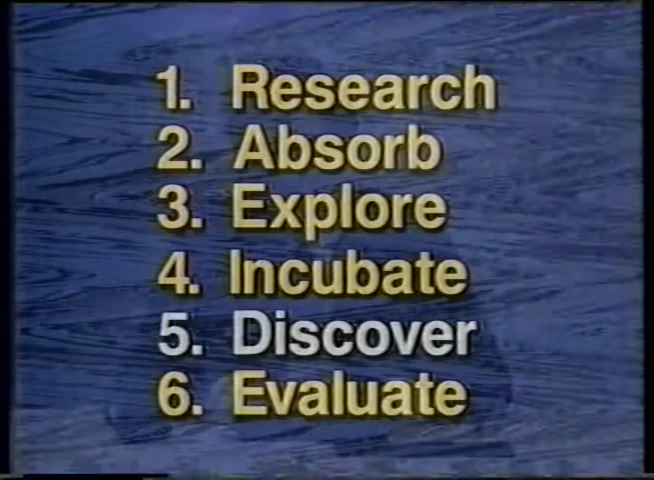 1. Research
2. Absorb
3. Explore
4. Incubate
5. Discover
6. Evaluate